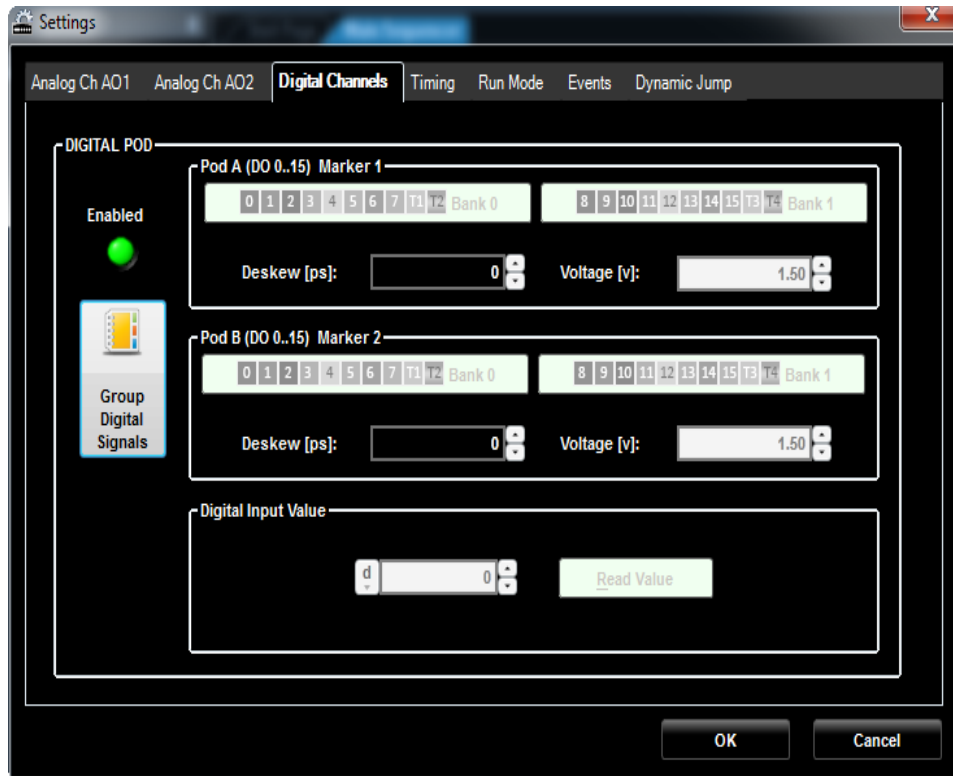 Settings
X
Analog Ch AO1 Analog Ch AO2 Digital Channels Timing Run Mode Events Dynamic Jump
DIGITAL POD
Pod A (DO 0..15) Marker 1
0 1 2 3 4 5 6 7 T1 T2 Bank 0 8 9 10 11 12 13 14 15 T3 T4 Bank 1
Enabled
Deskew [ps]: 0 Voltage [v]: 1.50
Pod B (DO 0..15) Marker 2
0 1 2 3 4 5 6 7 T1 T2 Bank 0 8 9 10 11 12 13 14 15 T3 T4 Bank 1
Group
Digital
Signals
Deskew [ps]: 0 Voltage [v]: 1.50
Digital Input Value
d 0 Read Value
OK Cancel